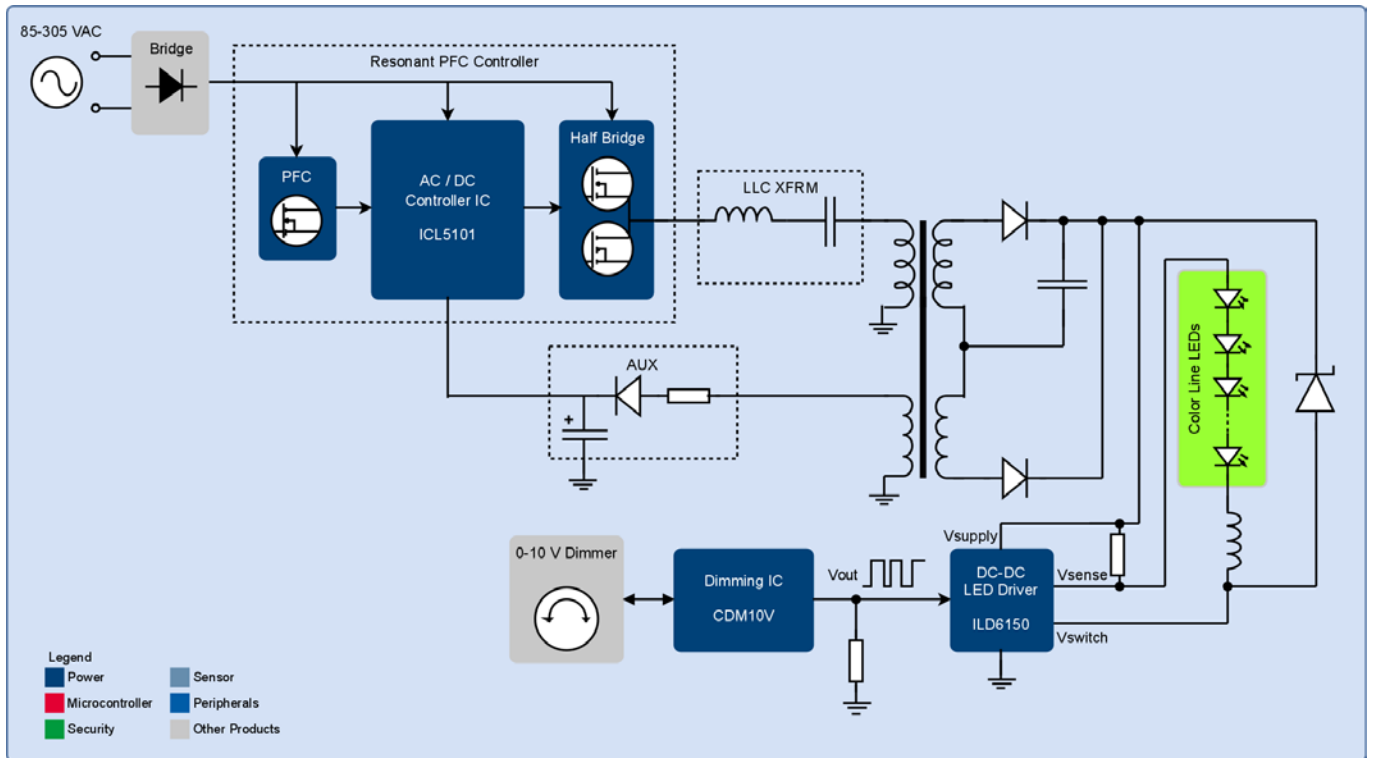 85-305 VAC
Bridge
Resonant PFC Controller
PFC
AC / DC
Controller IC
ICL5101
Half Bridge
LLC XFRM
AUX
+
Color Line LEDs
0-10 V Dimmer
Dimming IC
CDM10V
Vout
Vsupply
DC-DC
LED Driver
ILD6150
Vsense
Vswitch
Legend
Power
Microcontroller
Security
Sensor
Peripherals
Other Products